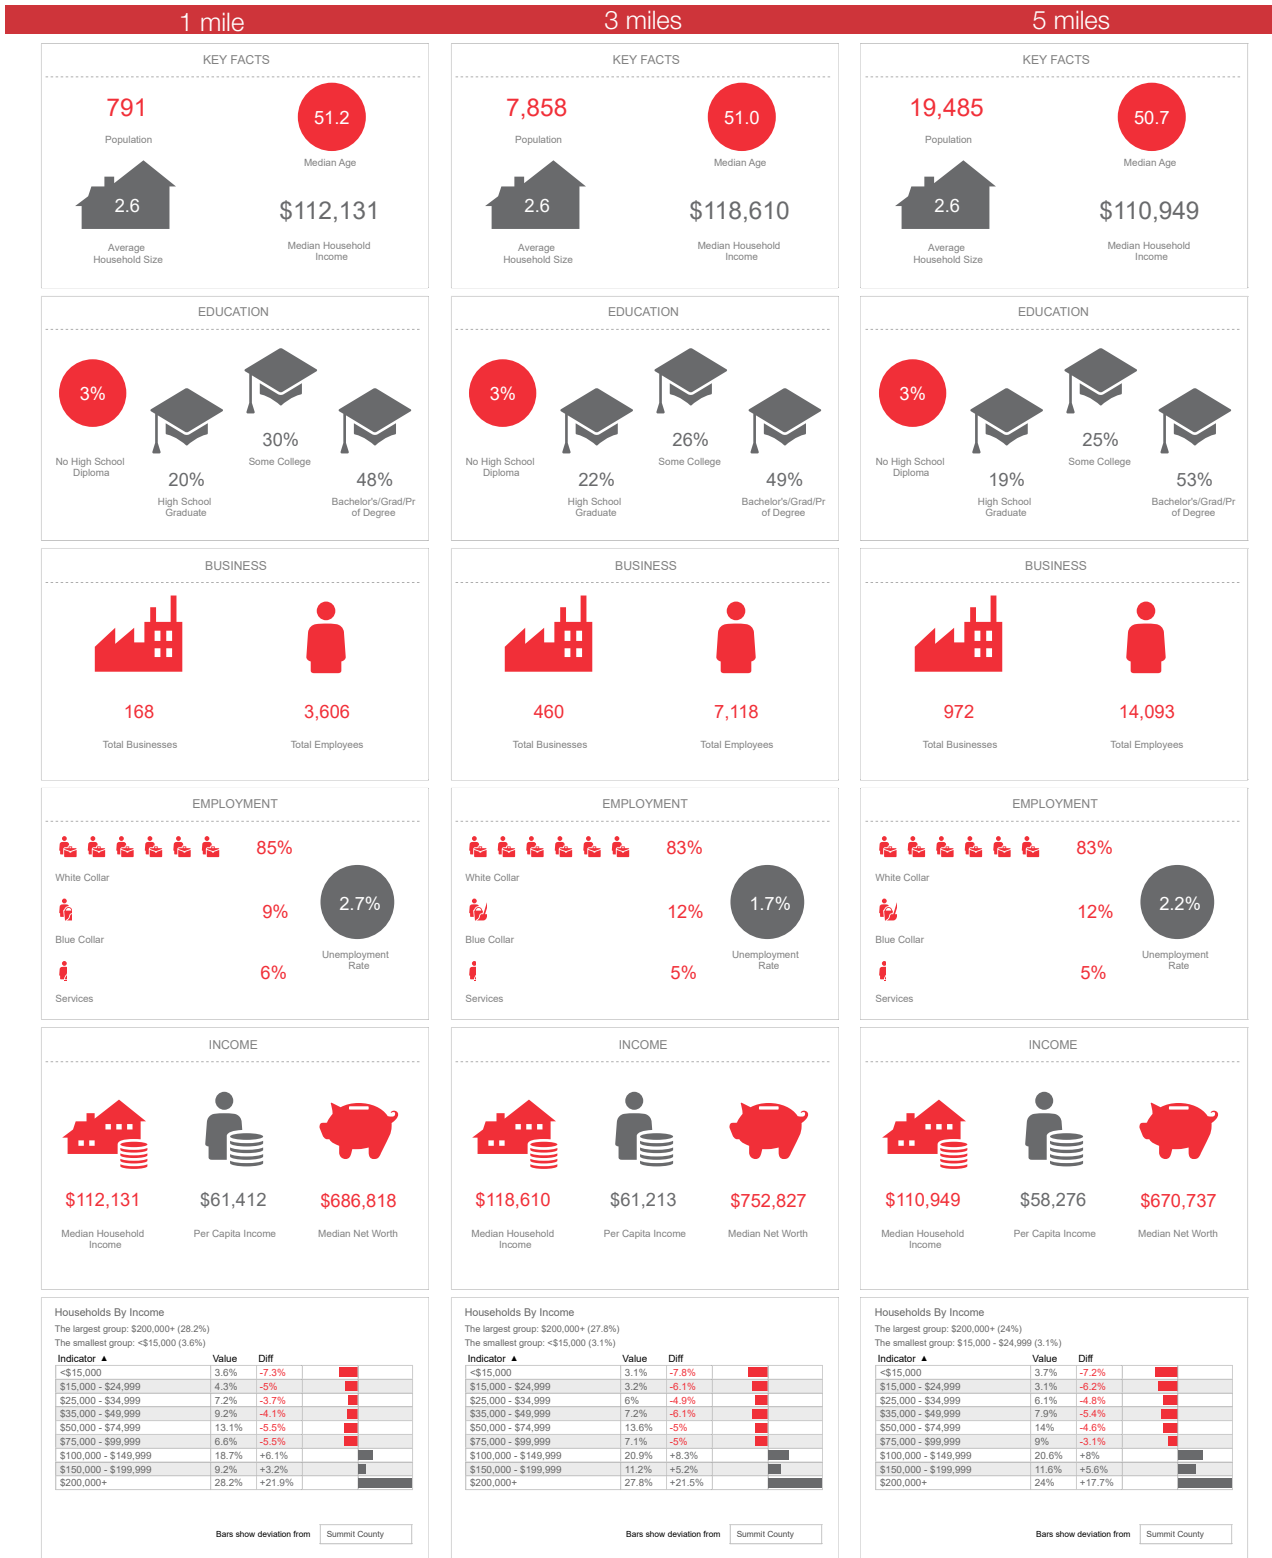 1 mile
3 miles
5 miles
KEY FACTS
791
Population
51.2
Median Age
2.6
Average
Household Size
$112,131
Median Household
Income
KEY FACTS
7,858
Population
51.0
Median Age
2.6
Average
Household Size
$118,610
Median Household
Income
KEY FACTS
19,485
Population
50.7
Median Age
2.6
Average
Household Size
$110,949
Median Household
Income
EDUCATION
3%
No High School
Diploma
20%
High School
Graduate
30%
Some College
48%
Bachelor's/Grad/Pr
of Degree
EDUCATION
3%
No High School
Diploma
22%
High School
Graduate
26%
Some College
49%
Bachelor's/Grad/Pr
of Degree
EDUCATION
3%
No High School
Diploma
19%
High School
Graduate
25%
Some College
53%
Bachelor's/Grad/Pr
of Degree
BUSINESS
168
Total Businesses
3,606
Total Employees
BUSINESS
460
Total Businesses
7,118
Total Employees
BUSINESS
972
Total Businesses
14,093
Total Employees
EMPLOYMENT
85%
White Collar
9%
Blue Collar
6%
Services
2.7%
Unemployment
Rate
EMPLOYMENT
83%
White Collar
12%
Blue Collar
5%
Services
1.7%
Unemployment
Rate
EMPLOYMENT
83%
White Collar
12%
Blue Collar
5%
Services
2.2%
Unemployment
Rate
INCOME
$112,131
Median Household
Income
$61,412
Per Capita Income
$686,818
Median Net Worth
INCOME
$118,610
Median Household
Income
$61,213
Per Capita Income
$752,827
Median Net Worth
INCOME
$110,949
Median Household
Income
$58,276
Per Capita Income
$670,737
Median Net Worth
Households By Income
The largest group: $200,000+ (28.2%)
The smallest group: <$15,000 (3.6%)
Indicator ▲ Value Diff
<$15,000 3.6% -7.3%
$15,000 - $24,999 4.3% -5%
$25,000 - $34,999 7.2% -3.7%
$35,000 - $49,999 9.2% -4.1%
$50,000 - $74,999 13.1% -5.5%
$75,000 - $99,999 6.6% -5.5%
$100,000 - $149,999 18.7% +6.1%
$150,000 - $199,999 9.2% +3.2%
$200,000+ 28.2% +21.9%
Bars show deviation from Summit County
Households By Income
The largest group: $200,000+ (27.8%)
The smallest group: <$15,000 (3.1%)
Indicator ▲ Value Diff
<$15,000 3.1% -7.8%
$15,000 - $24,999 3.2% -6.1%
$25,000 - $34,999 6% -4.9%
$35,000 - $49,999 7.2% -6.1%
$50,000 - $74,999 13.6% -5%
$75,000 - $99,999 7.1% -5%
$100,000 - $149,999 20.9% +8.3%
$150,000 - $199,999 11.2% +5.2%
$200,000+ 27.8% +21.5%
Bars show deviation from Summit County
Households By Income
The largest group: $200,000+ (24%)
The smallest group: $15,000 - $24,999 (3.1%)
Indicator ▲ Value Diff
<$15,000 3.7% -7.2%
$15,000 - $24,999 3.1% -6.2%
$25,000 - $34,999 6.1% -4.8%
$35,000 - $49,999 7.9% -5.4%
$50,000 - $74,999 14% -4.6%
$75,000 - $99,999 9% -3.1%
$100,000 - $149,999 20.6% +8%
$150,000 - $199,999 11.6% +5.6%
$200,000+ 24% +17.7%
Bars show deviation from Summit County